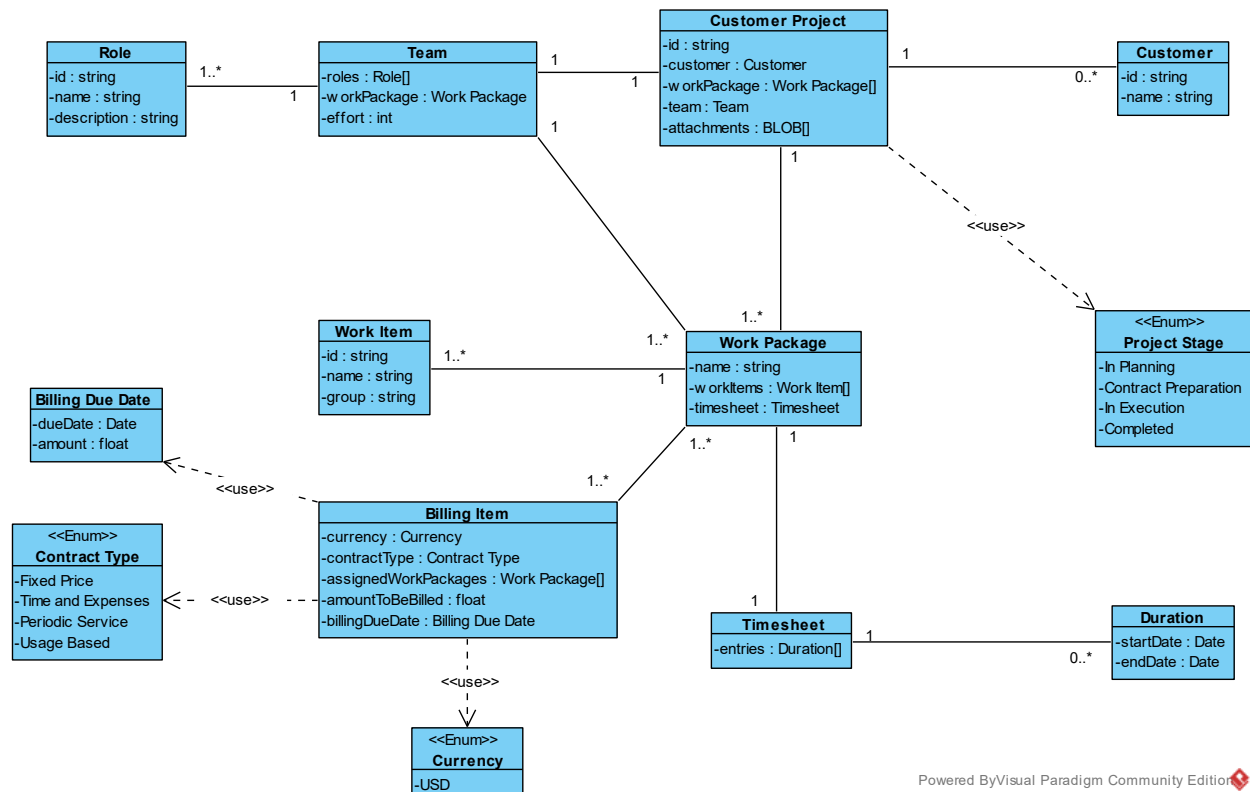 Role
-id : string
-name : string
-description : string
1..*
1
Team
-roles : Role[]
-workPackage : Work Package
-effort : int
1
1
1
Customer Project
-id : string
-customer : Customer
-workPackage : Work Package[]
-team : Team
-attachments : BLOB[]
1
0..*
Customer
-id : string
-name : string
1
<<use>>
<<Enum>>
Project Stage
-In Planning
-Contract Preparation
-In Execution
-Completed
Work Item
-id : string
-name : string
-group : string
1..*
1
1..*
1..*
Work Package
-name : string
-workItems : Work Item[]
-timesheet : Timesheet
1..*
1
Billing Due Date
-dueDate : Date
-amount : float
<<use>>
1..*
Billing Item
-currency : Currency
-contractType : Contract Type
-assignedWorkPackages : Work Package[]
-amountToBeBilled : float
-billingDueDate : Billing Due Date
<<Enum>>
Contract Type
-Fixed Price
-Time and Expenses
-Periodic Service
-Usage Based
<<use>>
1
Timesheet
-entries : Duration[]
1
0..*
Duration
-startDate : Date
-endDate : Date
<<use>>
<<Enum>>
Currency
-USD
Powered ByVisual Paradigm Community Edition